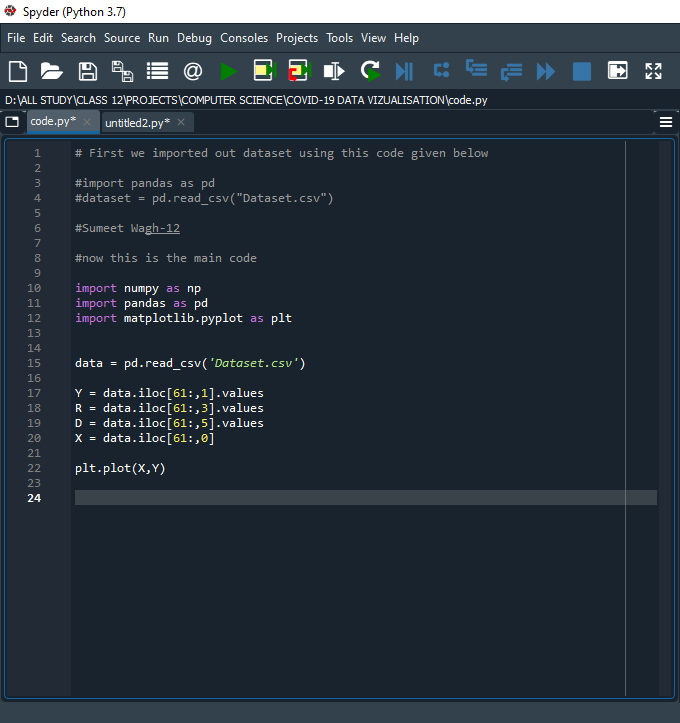 Spyder (Python 3.7)
File Edit Search Source Run Debug Consoles Projects Tools View Help
D:\ALL STUDY\CLASS 12\PROJECTS\COMPUTER SCIENCE\COVID-19 DATA VIZUALISATION\code.py
code.py* untitled2.py*
1 # First we imported out dataset using this code given below
2
3 #import pandas as pd
4 #dataset = pd.read_csv("Dataset.csv")
5
6 #Sumeet Wagh-12
7
8 #now this is the main code
9
10 import numpy as np
11 import pandas as pd
12 import matplotlib.pyplot as plt
13
14
15 data = pd.read_csv('Dataset.csv')
16
17 Y = data.iloc[61:,1].values
18 R = data.iloc[61:,3].values
19 D = data.iloc[61:,5].values
20 X = data.iloc[61:,0]
21
22 plt.plot(X,Y)
23
24